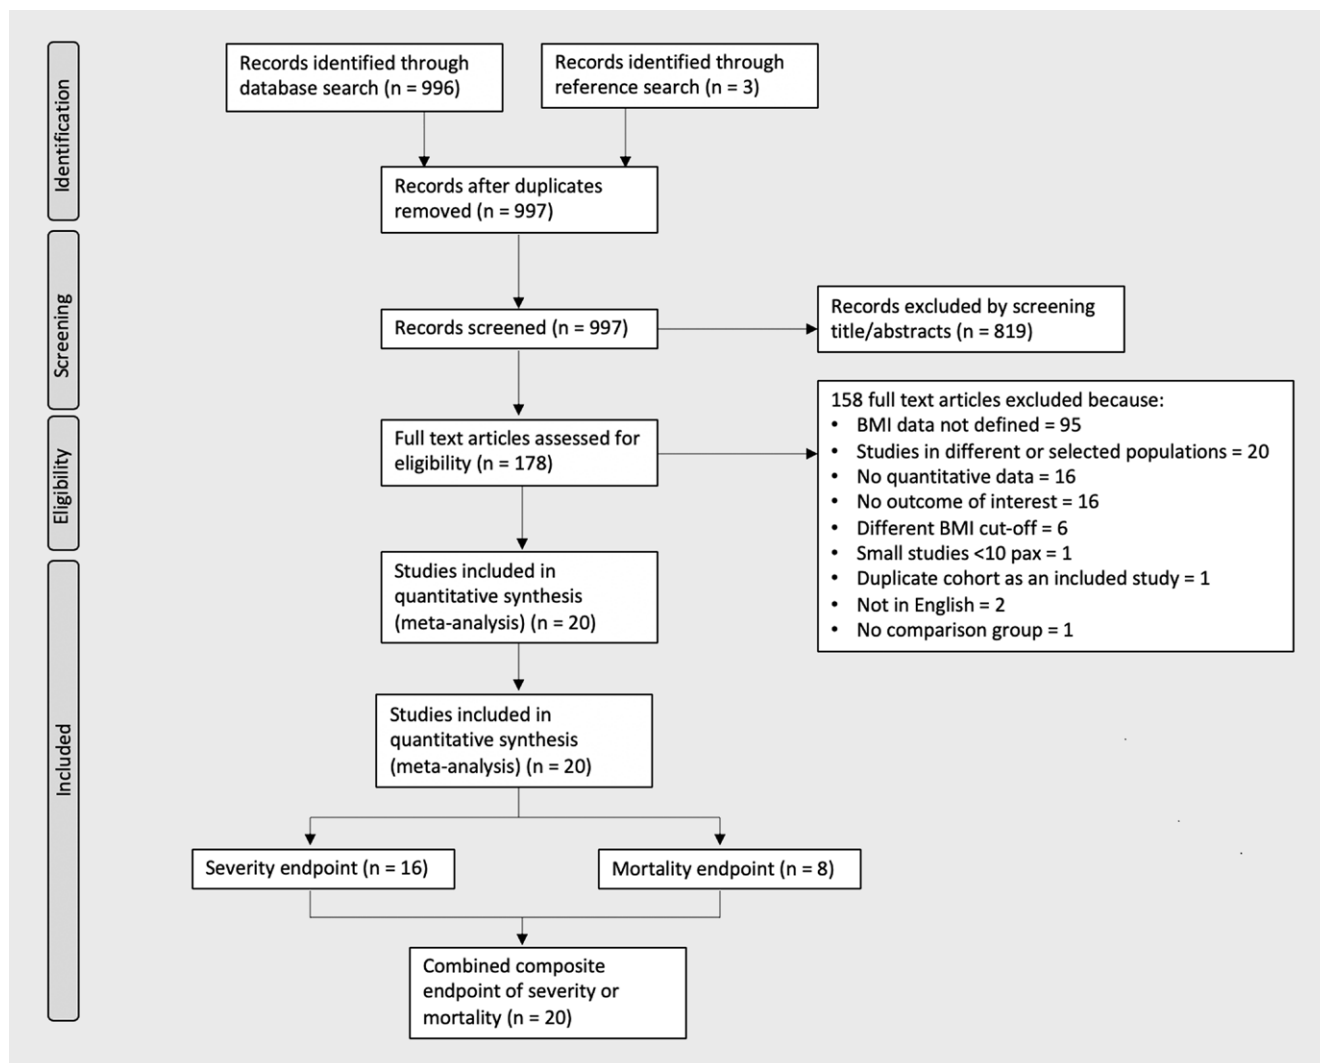 Identification
Records identified through
database search (n = 996)
Records identified through
reference search (n = 3)
Records after duplicates
removed (n = 997)
Screening
Records screened (n = 997)
Records excluded by screening
title/abstracts (n = 819)
Eligibility
Full text articles assessed for
eligibility (n = 178)
158 full text articles excluded because:
• BMI data not defined = 95
• Studies in different or selected populations = 20
• No quantitative data = 16
• No outcome of interest = 16
• Different BMI cut-off = 6
• Small studies <10 pax = 1
• Duplicate cohort as an included study = 1
• Not in English = 2
• No comparison group = 1
Included
Studies included in
quantitative synthesis
(meta-analysis) (n = 20)
Studies included in
quantitative synthesis
(meta-analysis) (n = 20)
Severity endpoint (n = 16)
Mortality endpoint (n = 8)
Combined composite
endpoint of severity or
mortality (n = 20)